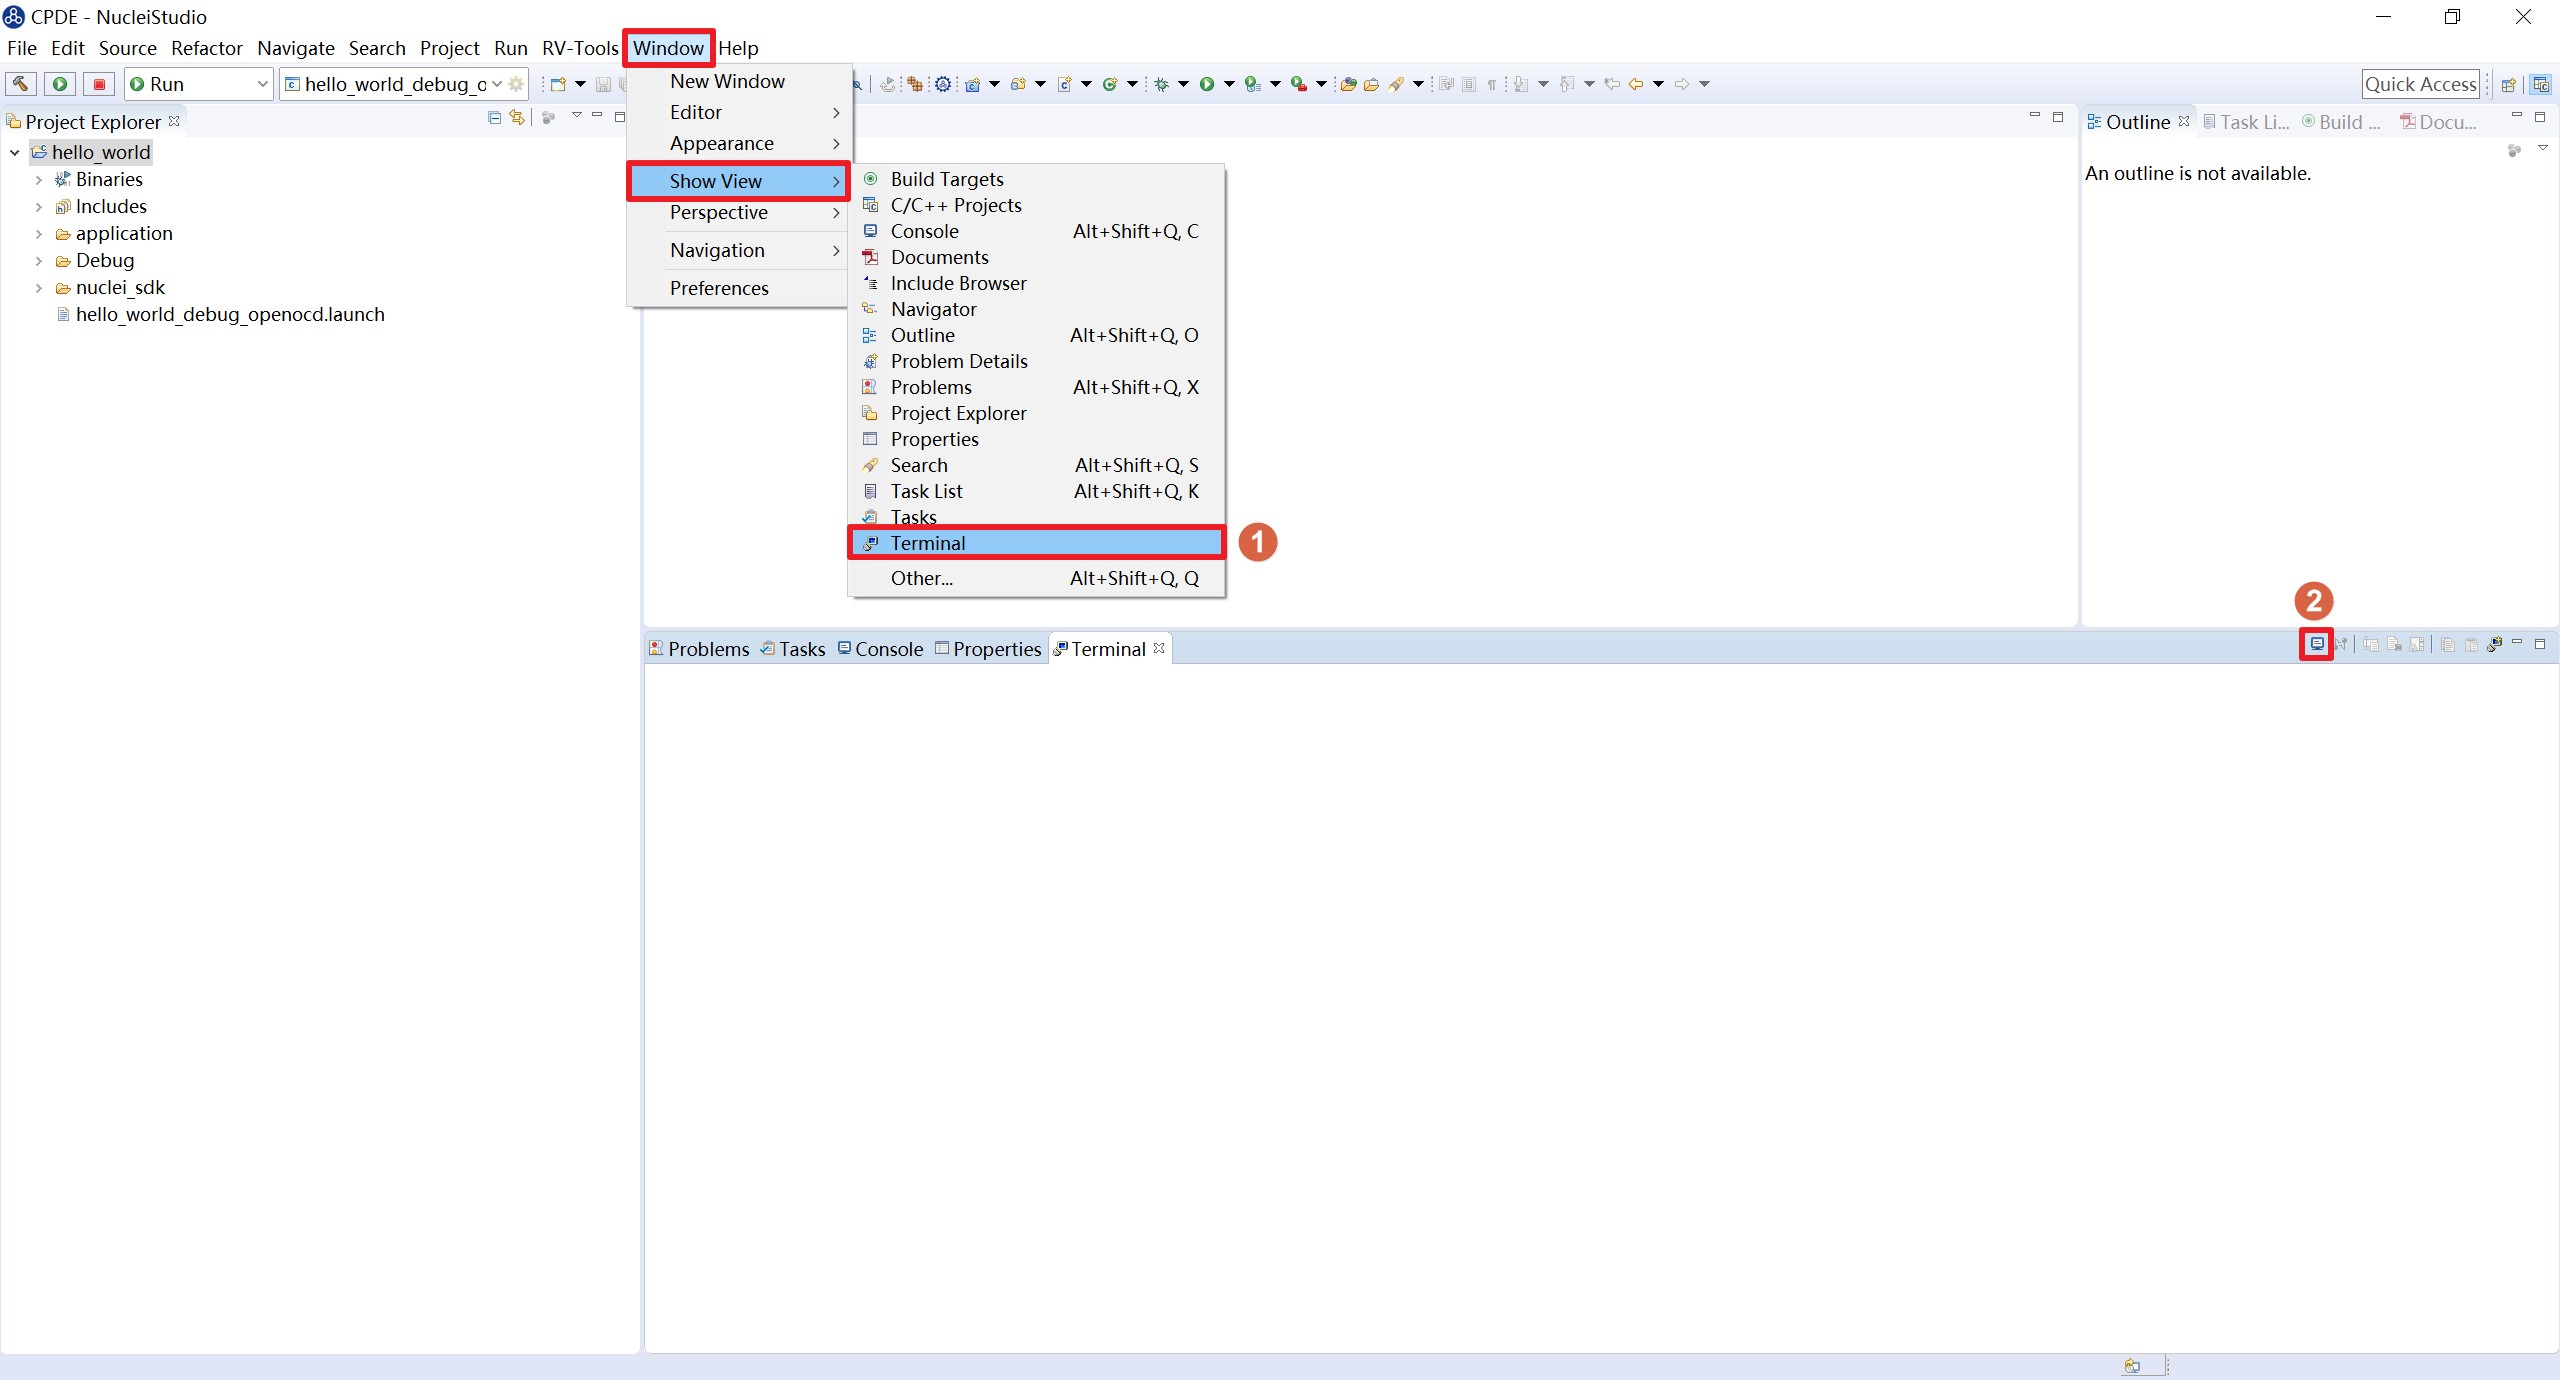 CPDE - NucleiStudio
File Edit Source Refactor Navigate Search Project Run RV-Tools Window Help
Run
hello_world_debug_o
Quick Access
New Window
Editor
Appearance
Show View
Perspective
Navigation
Preferences
Build Targets
C/C++ Projects
Console Alt+Shift+Q, C
Documents
Include Browser
Navigator
Outline Alt+Shift+Q, O
Problem Details
Problems Alt+Shift+Q, X
Project Explorer
Properties
Search Alt+Shift+Q, S
Task List Alt+Shift+Q, K
Tasks
Terminal
Other... Alt+Shift+Q, Q
1
Project Explorer
hello_world
Binaries
Includes
application
Debug
nuclei_sdk
hello_world_debug_openocd.launch
Outline Task Li... Build ... Docu...
An outline is not available.
2
Problems Tasks Console Properties Terminal